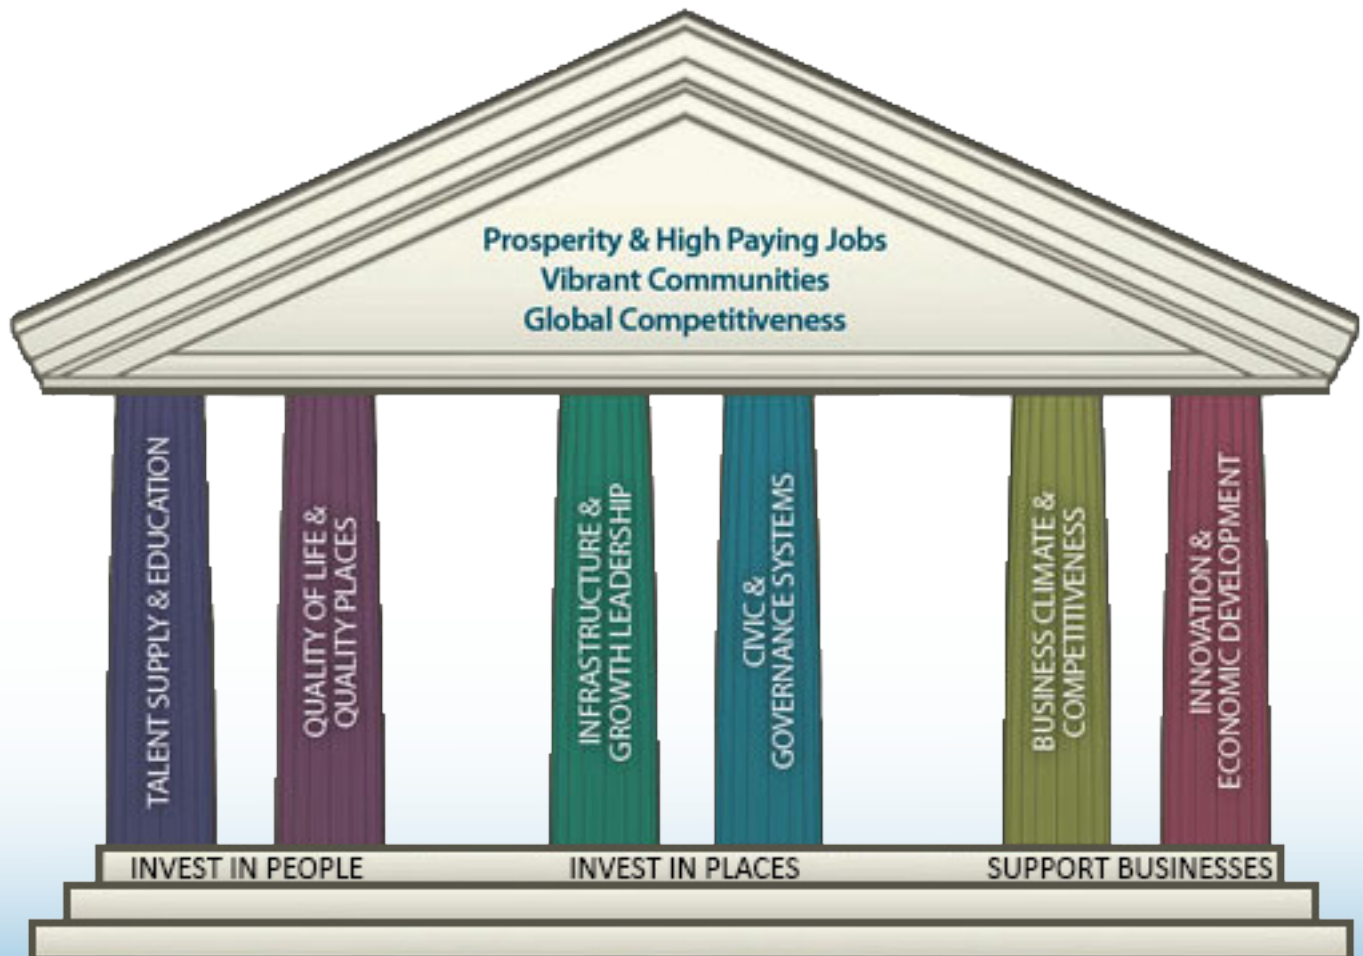 Prosperity & High Paying Jobs
Vibrant Communities
Global Competitiveness
TALENT SUPPLY & EDUCATION
QUALITY OF LIFE &
QUALITY PLACES
INFRASTRUCTURE &
GROWTH LEADERSHIP
CIVIC &
GOVERNANCE SYSTEMS
BUSINESS CLIMATE &
COMPETITIVENESS
INNOVATION &
ECONOMIC DEVELOPMENT
INVEST IN PEOPLE
INVEST IN PLACES
SUPPORT BUSINESSES